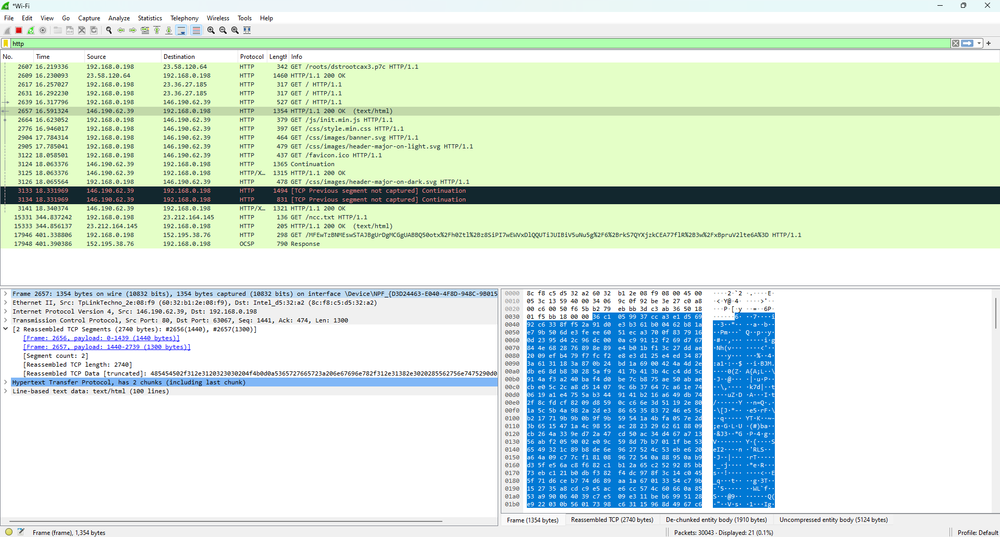 *Wi-Fi
File Edit View Go Capture Analyze Statistics Telephony Wireless Tools Help
http
No. Time Source Destination Protocol Length Info
2607 16.219336 192.168.0.198 23.58.120.64 HTTP 342 GET /roots/dstrootcax3.p7c HTTP/1.1
2609 16.230093 23.58.120.64 192.168.0.198 HTTP 1460 HTTP/1.1 200 OK
2617 16.257027 192.168.0.198 23.36.27.185 HTTP 317 GET / HTTP/1.1
2631 16.292230 192.168.0.198 23.36.27.185 HTTP 317 GET / HTTP/1.1
2639 16.317796 192.168.0.198 146.190.62.39 HTTP 527 GET / HTTP/1.1
2657 16.591324 146.190.62.39 192.168.0.198 HTTP 1354 HTTP/1.1 200 OK (text/html)
2664 16.623052 192.168.0.198 146.190.62.39 HTTP 379 GET /js/init.min.js HTTP/1.1
2776 16.946017 192.168.0.198 146.190.62.39 HTTP 397 GET /css/style.min.css HTTP/1.1
2904 17.784314 192.168.0.198 146.190.62.39 HTTP 464 GET /css/images/banner.svg HTTP/1.1
2905 17.785041 192.168.0.198 146.190.62.39 HTTP 479 GET /css/images/header-major-on-light.svg HTTP/1.1
3122 18.058501 192.168.0.198 146.190.62.39 HTTP 437 GET /favicon.ico HTTP/1.1
3124 18.063376 146.190.62.39 192.168.0.198 HTTP 1365 Continuation
3125 18.063376 146.190.62.39 192.168.0.198 HTTP/X… 1315 HTTP/1.1 200 OK
3126 18.065564 192.168.0.198 146.190.62.39 HTTP 478 GET /css/images/header-major-on-dark.svg HTTP/1.1
3133 18.331969 146.190.62.39 192.168.0.198 HTTP 1494 [TCP Previous segment not captured] Continuation
3134 18.331969 146.190.62.39 192.168.0.198 HTTP 831 [TCP Previous segment not captured] Continuation
3141 18.340374 146.190.62.39 192.168.0.198 HTTP/X… 1321 HTTP/1.1 200 OK
15331 344.837242 192.168.0.198 23.212.164.145 HTTP 136 GET /ncc.txt HTTP/1.1
15333 344.856137 23.212.164.145 192.168.0.198 HTTP 205 HTTP/1.1 200 OK (text/html)
17946 401.338806 192.168.0.198 152.195.38.76 HTTP 298 GET /MFEwTzBNMEswSTAJBgUrDgMCGgUABBQ50otx%2Fh0Ztl%2Bz8SiPI7wEWVxDlQQUTiJUIBiV5uNu5g%2F6%2BrkS7QYXjzkCEA77flR%2B3w%2FxBpruV2lte6A%3D HTTP/1.1
17948 401.390386 152.195.38.76 192.168.0.198 OCSP 790 Response
Frame 2657: 1354 bytes on wire (10832 bits), 1354 bytes captured (10832 bits) on interface \Device\NPF_{D3D24463-E040-4F8D-948C-9B015
Ethernet II, Src: TpLinkTechno_2e:08:f9 (60:32:b1:2e:08:f9), Dst: Intel_d5:32:a2 (8c:f8:c5:d5:32:a2)
Internet Protocol Version 4, Src: 146.190.62.39, Dst: 192.168.0.198
Transmission Control Protocol, Src Port: 80, Dst Port: 63067, Seq: 1441, Ack: 474, Len: 1300
[2 Reassembled TCP Segments (2740 bytes): #2656(1440), #2657(1300)]
[Frame: 2656, payload: 0-1439 (1440 bytes)]
[Frame: 2657, payload: 1440-2739 (1300 bytes)]
[Segment count: 2]
[Reassembled TCP length: 2740]
[Reassembled TCP Data [truncated]: 485454502f312e3120323030204f4b0d0a5365727665723a206e67696e782f312e31382e3020285562756e7475290d0
Hypertext Transfer Protocol, has 2 chunks (including last chunk)
Line-based text data: text/html (100 lines)
0000 8c f8 c5 d5 32 a2 60 32 b1 2e 08 f9 08 00 45 00 ····2·`2 ·.····E·
0010 05 3c 13 59 40 00 34 06 9c 0f 92 be 3e 27 c0 a8 ·<·Y@·4· ····>'··
0020 00 c6 00 50 f6 5b b2 79 eb bb 3d c3 ab 36 50 18 ···P·[·y ··=··6P·
0030 01 f5 bb 18 00 00 36 c1 05 99 37 cc a3 e1 d5 69 ······6· ··7····i
0040 92 c6 33 8f f5 2a 91 d0 e3 b3 61 b0 04 62 b8 1a ··3··*·· ··a··b··
0050 e7 9b 50 6d e3 fe ee 60 51 ec a3 70 0f 83 79 16 ··Pm···` Q··p··y·
0060 0d 23 95 d4 2c 96 dc 00 0a c9 91 12 f2 69 d7 67 ·#··,··· ·····i·g
0070 84 4e 68 28 76 89 8e 89 e4 b0 1b f1 3c 27 dd ae ·Nh(v··· ····<'··
0080 20 09 ef b4 79 f7 fc f2 e8 e3 d1 25 e4 ed 34 87 ···y··· ···%··4·
0090 3a 61 31 18 3a 87 0b 24 bd 1a 69 00 42 4a 4d 2e :a1·:··$ ··i·BJM.
00a0 db e6 8d b8 30 28 5a f9 41 7b 41 3b 4c c4 dd 5c ····0(Z· A{A;L··\
00b0 91 4a f3 a2 40 ba f4 d0 be 7c b8 75 ae 50 ab ae ·J··@··· ·|·u·P··
00c0 cb e0 5c 2c a8 d5 14 07 9c 6b 37 64 7c a6 1e 74 ··\,···· ·k7d|··t
00d0 06 19 a1 e4 75 5a b3 44 91 41 b2 16 a6 49 db 74 ····uZ·D ·A···I·t
00e0 2f 8c fd cf 82 09 d8 59 0c c6 6e 3d 51 19 2e 80 /······Y ··n=Q·.·
00f0 1a 5c 5b 4a 98 2a 2d e3 86 65 35 83 72 46 e5 5c ·\[J·*-· ·e5·rF·\
0100 b2 17 71 9b 9b 0b 9f 9b 59 54 1a 4b fa 05 7e 2d ··q····· YT·K··~-
0110 3b 65 15 47 1a 4c 98 55 ac 28 23 29 62 61 88 09 ;e·G·L·U ·(#)ba··
0120 cb 26 4a 33 9e d7 2a 47 cd 50 ac 34 d4 67 a7 13 ·&J3··*G ·P·4·g··
0130 56 ab f2 05 90 02 e0 9c 59 8d 7b b7 01 1f be 53 V······· Y·{····S
0140 65 49 32 1c 89 b8 de 6e 96 27 52 4c 53 eb e6 20 eI2····n ·'RLS··
0150 a6 4a 09 c7 7c f1 81 08 96 72 54 0a 88 95 0a b9 ·J··|··· ·rT·····
0160 d3 5f e5 6a c8 f6 82 c1 b1 2a 65 c2 52 92 85 bb ·_·j···· ·*e·R···
0170 73 eb c1 21 b0 db f3 82 f4 dc 97 8f 3c 14 c0 45 s··!···· ····<··E
0180 5f 71 d6 ce b7 74 d6 89 aa 1a 67 01 33 54 c7 9b _q···t·· ··g·3T··
0190 15 27 35 a8 cd c9 e5 ac e6 cc 57 4c 60 66 0a 85 ·'5····· ··WL`f··
01a0 53 a9 90 06 40 39 c7 e5 09 e3 11 be b6 99 51 28 S···@9·· ······Q(
01b0 e9 22 03 0b 56 01 73 98 c6 31 15 96 8d 49 67 c6 ·"··V·s· ·1···Ig·
Frame (1354 bytes) Reassembled TCP (2740 bytes) De-chunked entity body (1910 bytes) Uncompressed entity body (5124 bytes)
Frame (frame), 1,354 bytes Packets: 30043 · Displayed: 21 (0.1%) Profile: Default